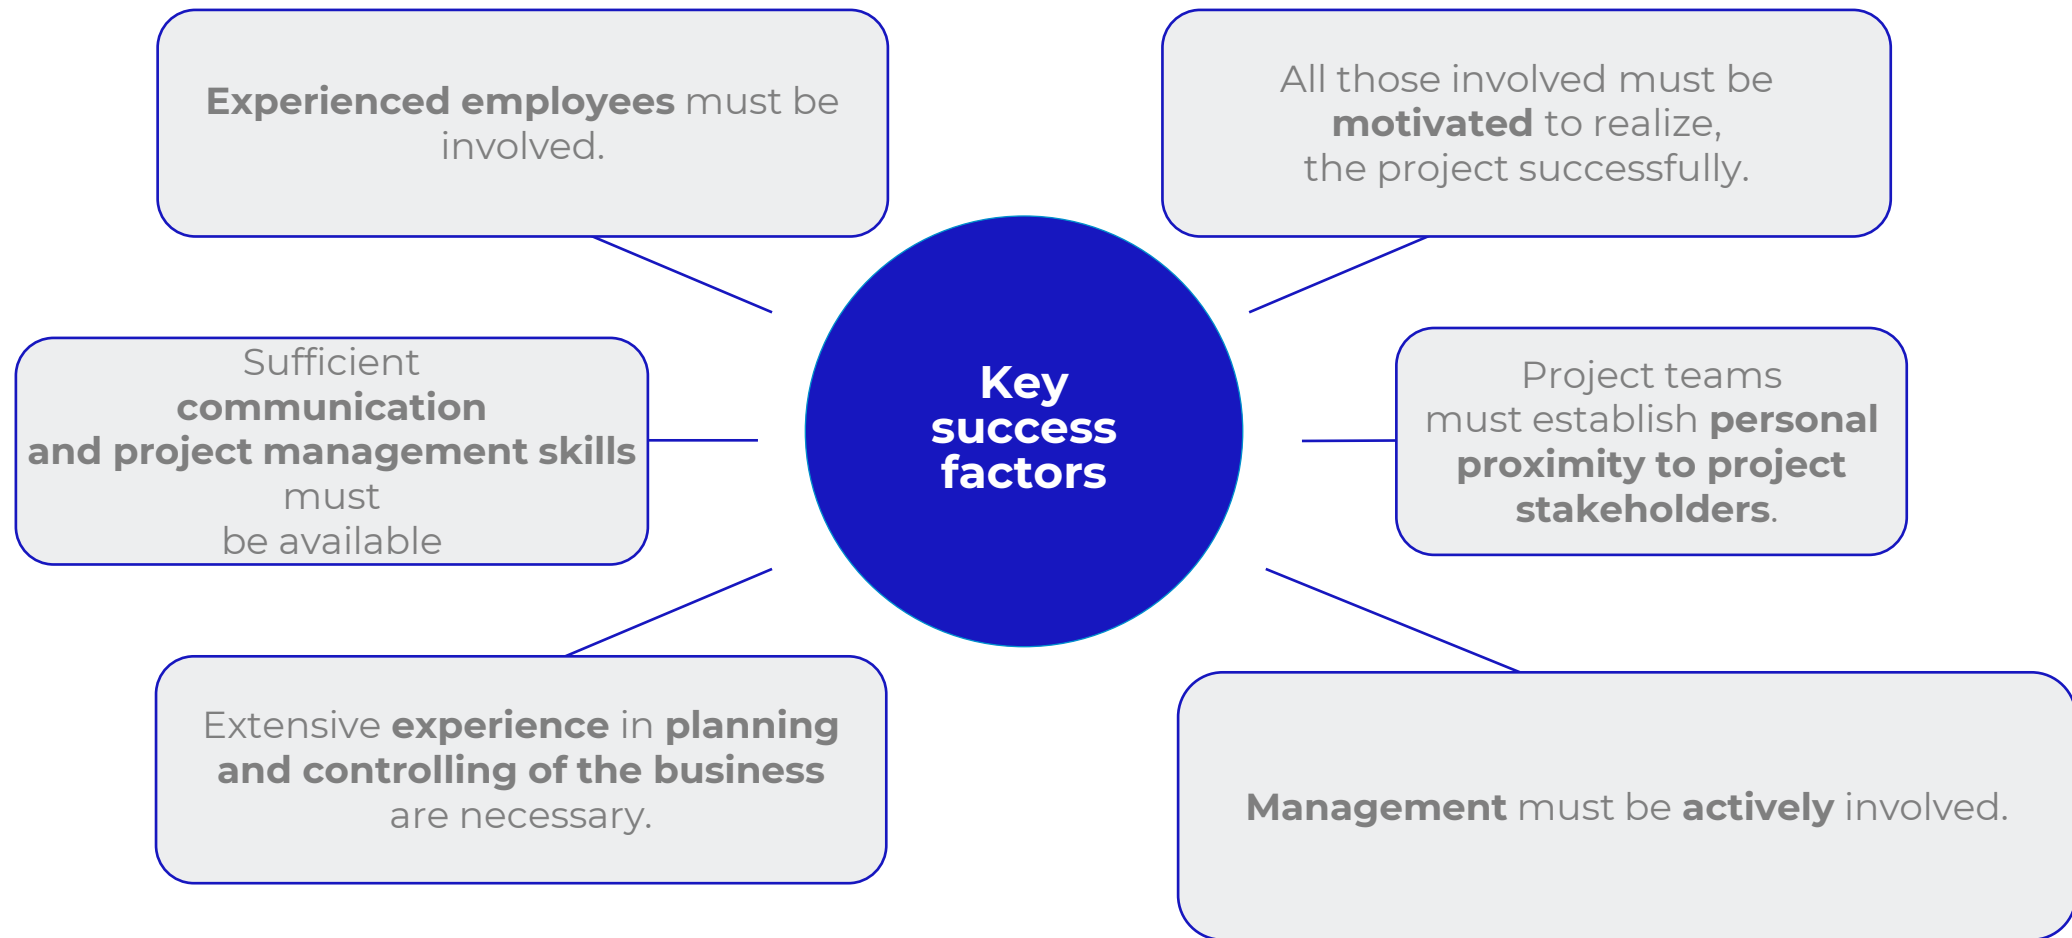 Experienced employees must be
involved.
All those involved must be
motivated to realize,
the project successfully.
Key
success
factors
Sufficient
communication
and project management skills
must
be available
Project teams
must establish personal
proximity to project
stakeholders.
Extensive experience in planning
and controlling of the business
are necessary.
Management must be actively involved.